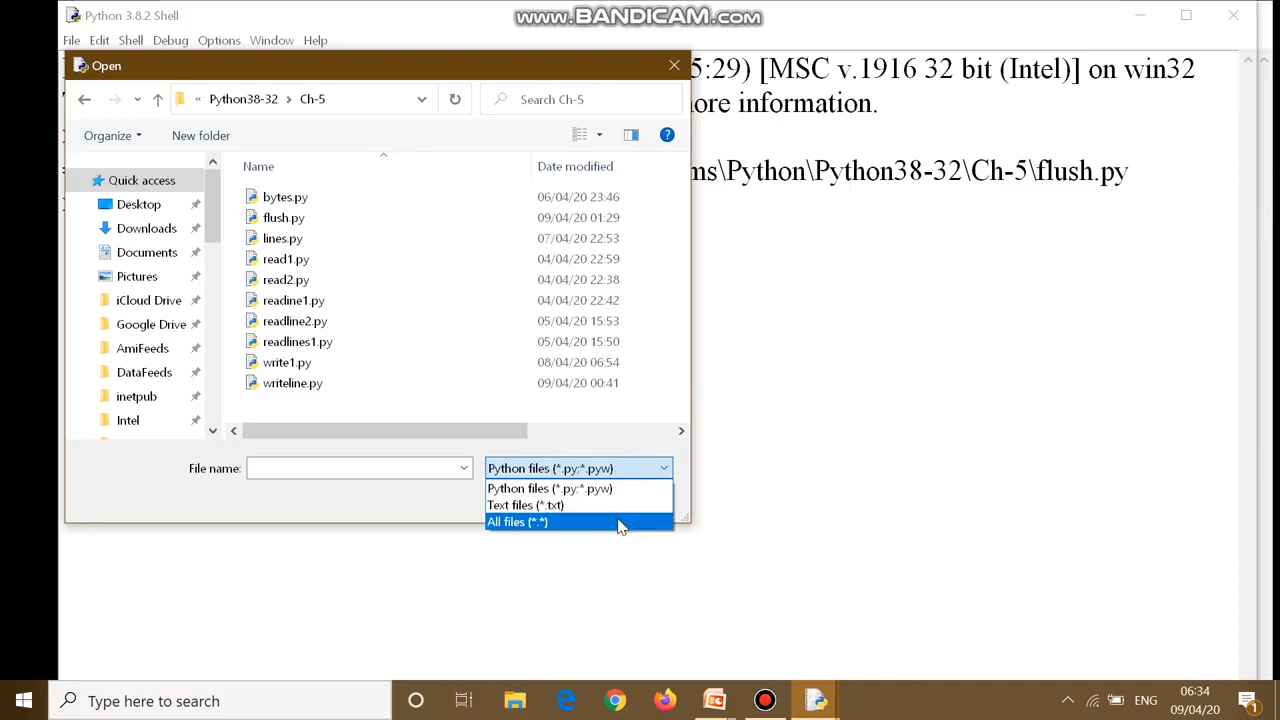 Python 3.8.2 Shell
WWW.BANDICAM.COM
File Edit Shell Debug Options Window Help
Open
5:29) [MSC v.1916 32 bit (Intel)] on win32
« Python38-32 > Ch-5
Search Ch-5
ore information.
Organize
New folder
Name
Date modified
ms\Python\Python38-32\Ch-5\flush.py
Quick access
Desktop
Downloads
Documents
Pictures
iCloud Drive
Google Drive
AmiFeeds
DataFeeds
inetpub
Intel
bytes.py 06/04/20 23:46
flush.py 09/04/20 01:29
lines.py 07/04/20 22:53
read1.py 04/04/20 22:59
read2.py 04/04/20 22:38
readine1.py 04/04/20 22:42
readline2.py 05/04/20 15:53
readlines1.py 05/04/20 15:50
write1.py 08/04/20 06:54
writeline.py 09/04/20 00:41
File name:
Python files (*.py;*.pyw)
Python files (*.py;*.pyw)
Text files (*.txt)
All files (*.*)
Type here to search
ENG
06:34
09/04/20
1